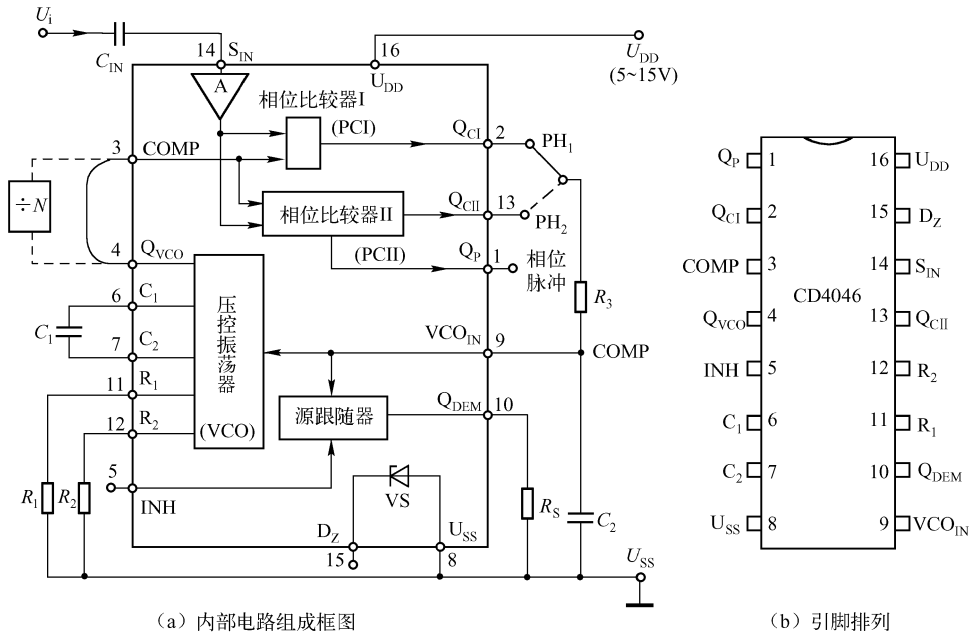 Ui
CIN
14 SIN
16
UDD
UDD
(5~15V)
A
相位比较器I
(PCI)
QCI 2
PH1
3 COMP
÷N
相位比较器II
QCII 13
PH2
(PCII)
QP 1
相位
脉冲
4 QVCO
6 C1
C1
7 C2
11 R1
12 R2
压控振荡器
(VCO)
R3
VCOIN 9
COMP
源跟随器
QDEM 10
5
INH
R1
R2
VS
RS
C2
DZ
15
USS
8
USS
(a) 内部电路组成框图
QP 1
16 UDD
QCI 2
15 DZ
COMP 3
14 SIN
CD4046
QVCO 4
13 QCII
INH 5
12 R2
C1 6
11 R1
C2 7
10 QDEM
USS 8
9 VCOIN
(b) 引脚排列